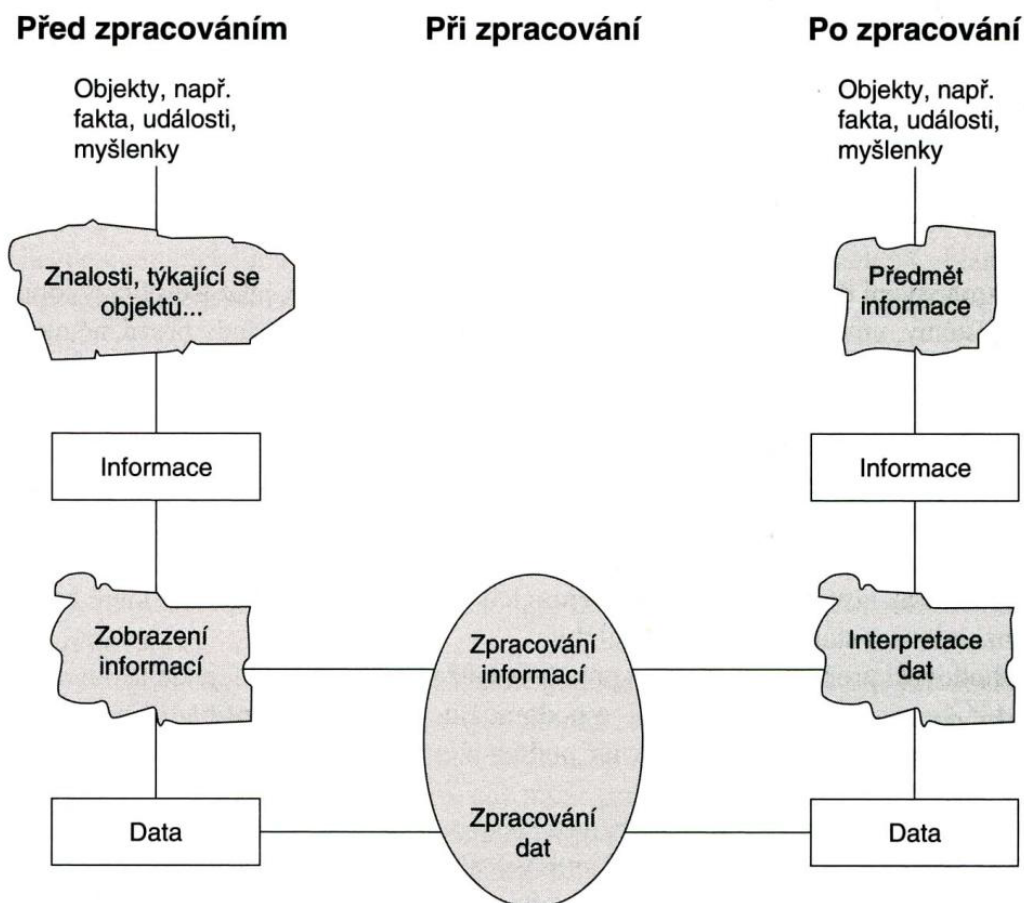 Před zpracováním
Při zpracování
Po zpracování
Objekty, např.
fakta, události,
myšlenky
Objekty, např.
fakta, události,
myšlenky
Znalosti, týkající se
objektů...
Předmět
informace
Informace
Informace
Zobrazení
informací
Zpracování
informací
Interpretace
dat
Data
Zpracování
dat
Data